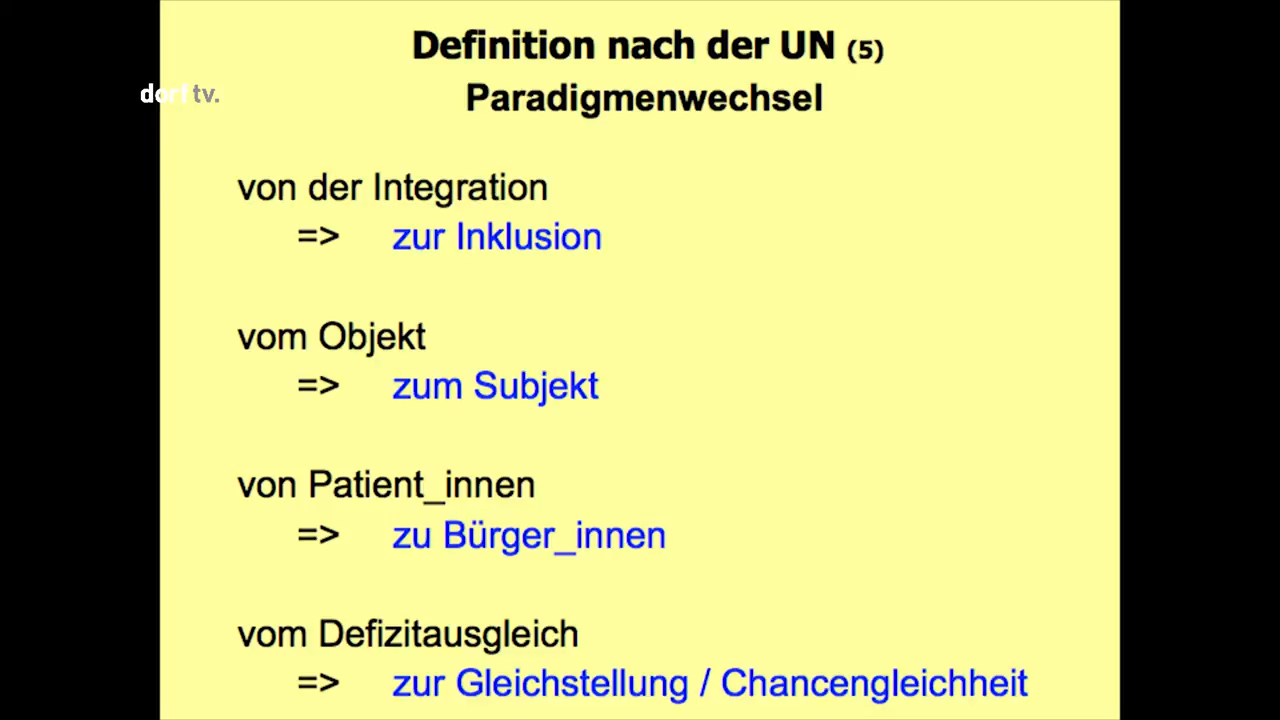 Definition nach der UN (5)
Paradigmenwechsel
dorf tv.
von der Integration
=> zur Inklusion
vom Objekt
=> zum Subjekt
von Patient_innen
=> zu Bürger_innen
vom Defizitausgleich
=> zur Gleichstellung / Chancengleichheit